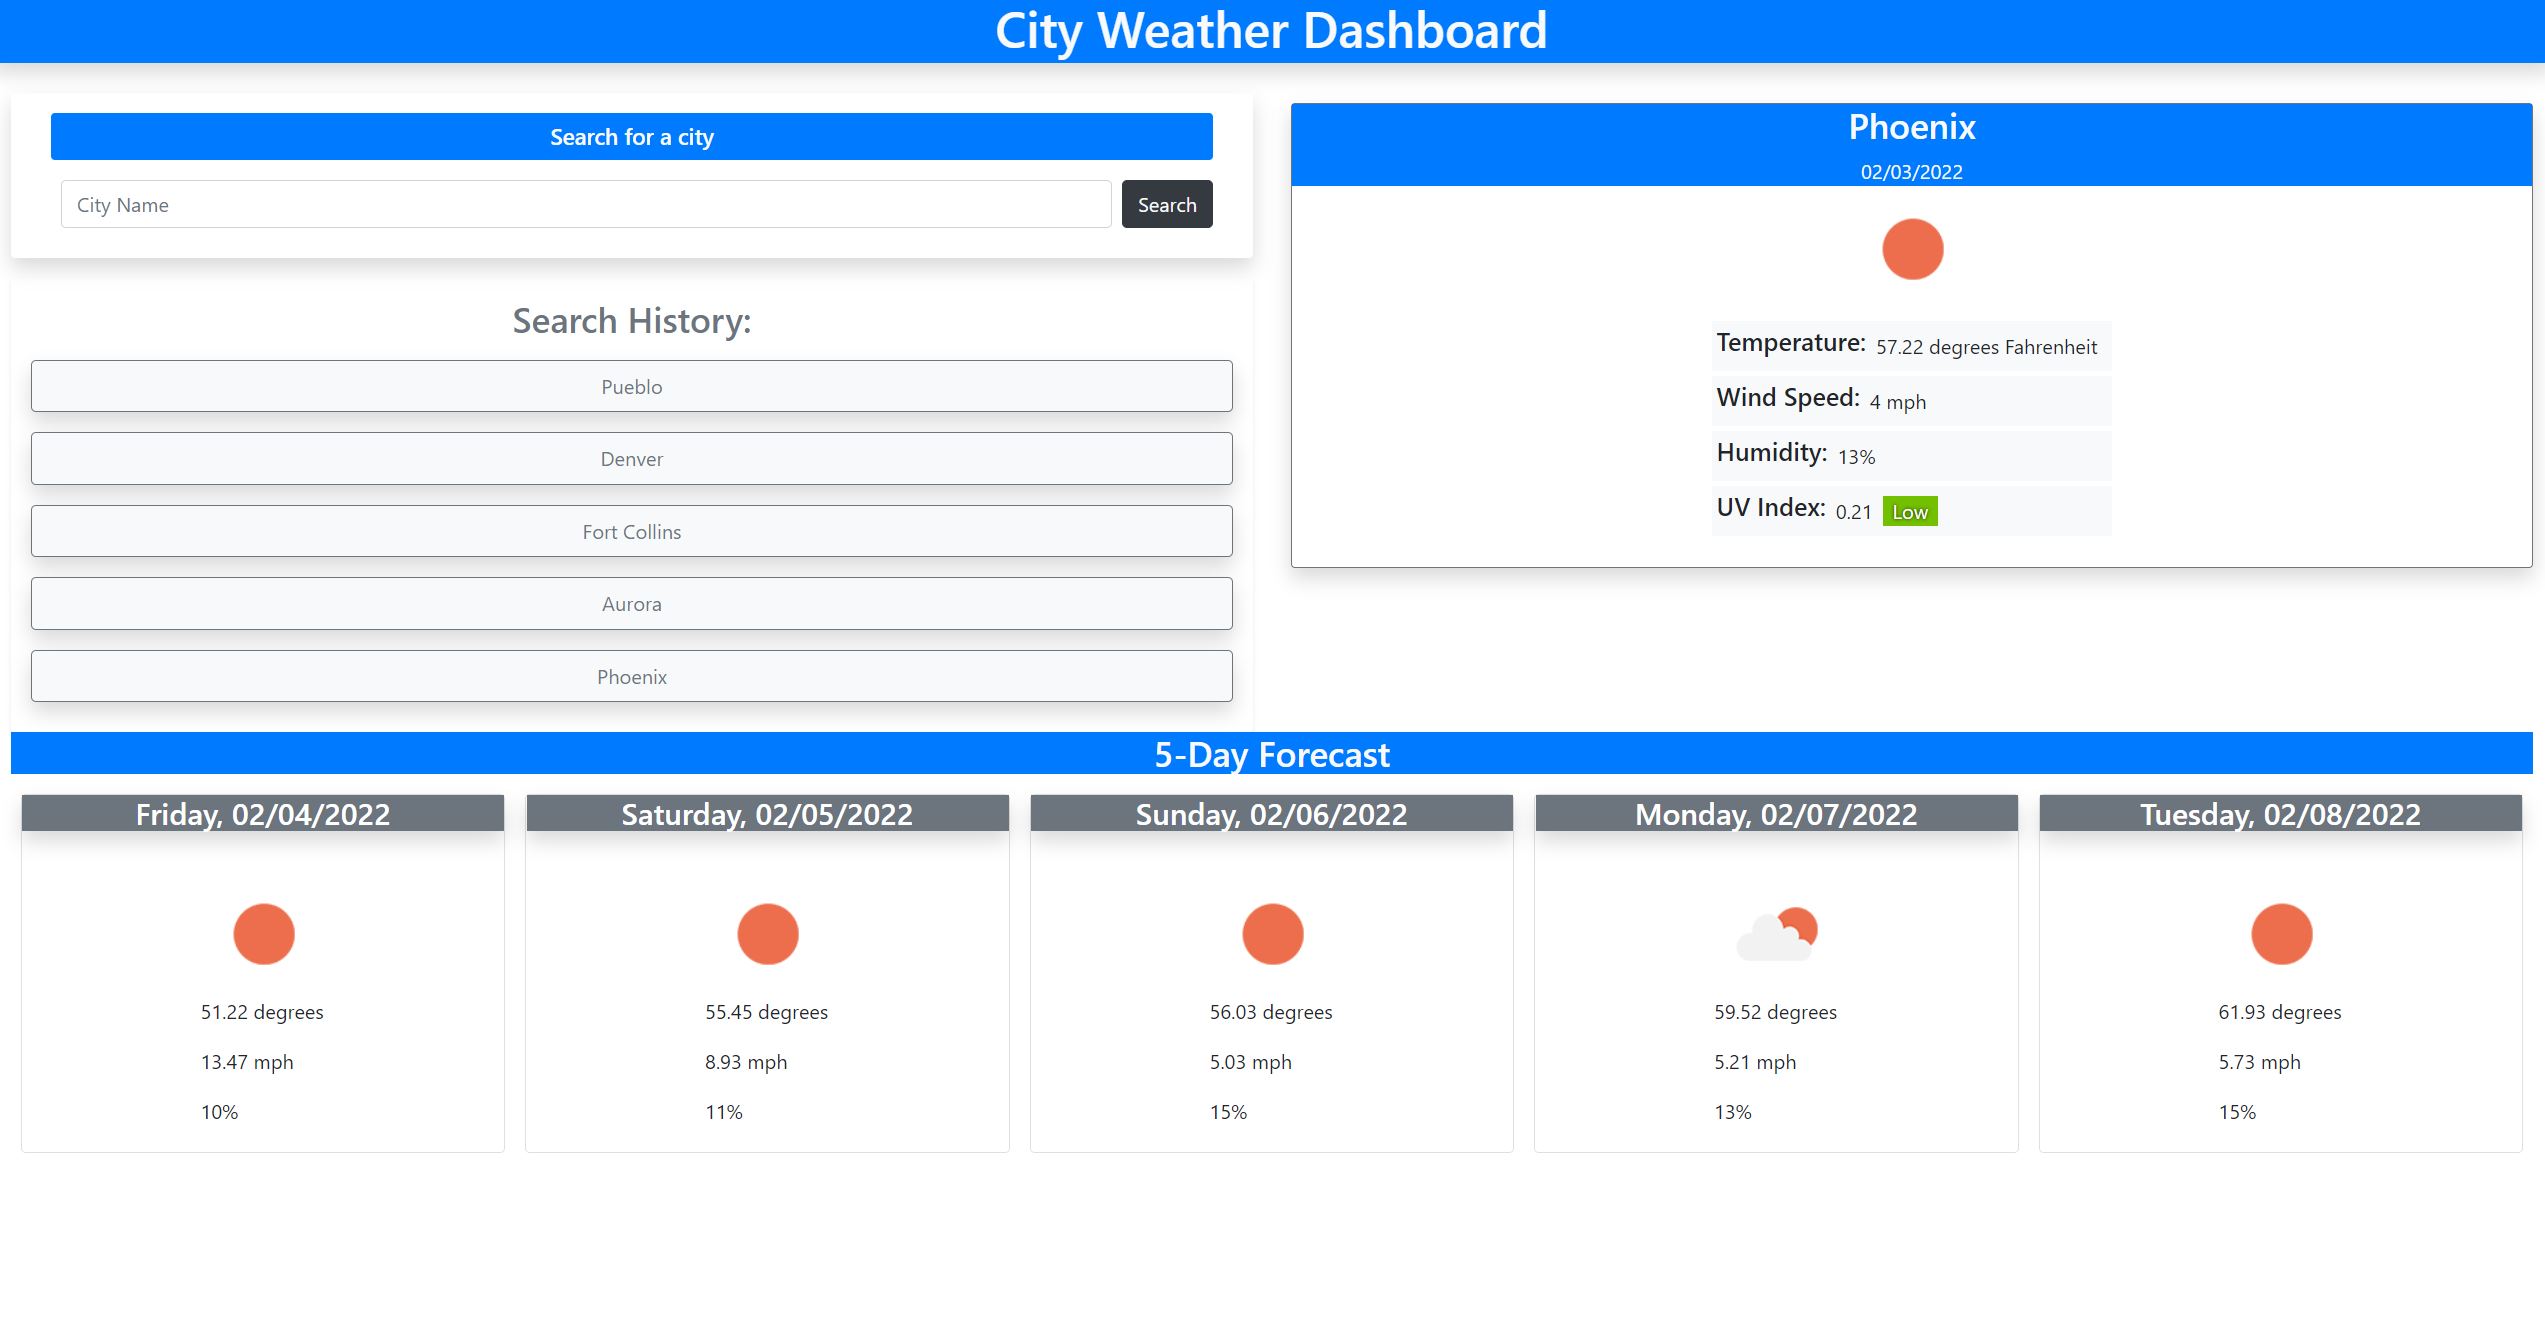 City Weather Dashboard
Search for a city
City Name
Search
Search History:
Pueblo
Denver
Fort Collins
Aurora
Phoenix
Phoenix
02/03/2022
Temperature: 57.22 degrees Fahrenheit
Wind Speed: 4 mph
Humidity: 13%
UV Index: 0.21 Low
5-Day Forecast
Friday, 02/04/2022
51.22 degrees
13.47 mph
10%
Saturday, 02/05/2022
55.45 degrees
8.93 mph
11%
Sunday, 02/06/2022
56.03 degrees
5.03 mph
15%
Monday, 02/07/2022
59.52 degrees
5.21 mph
13%
Tuesday, 02/08/2022
61.93 degrees
5.73 mph
15%